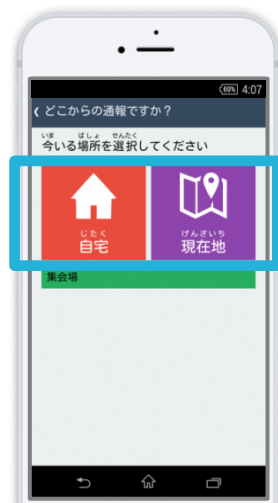 69% 4:07
どこからの通報ですか？
いま ばしょ せんたく
今いる場所を選択してください
じたく げんざいち
自宅 現在地
集会場